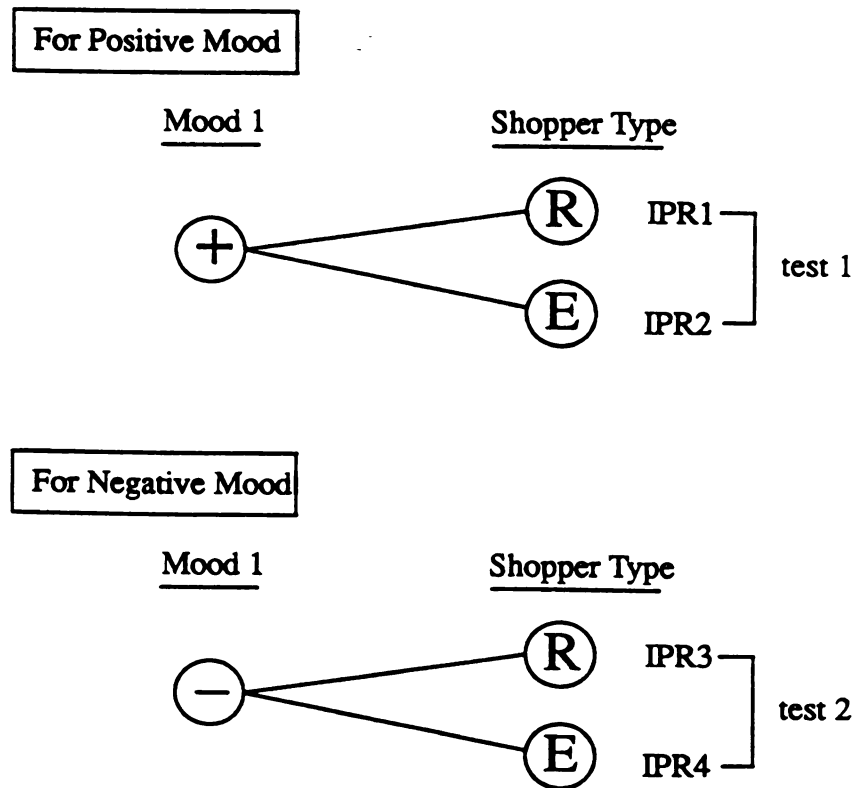 For Positive Mood
Mood 1 Shopper Type
+ R IPR1
test 1
E IPR2
For Negative Mood
Mood 1 Shopper Type
− R IPR3
test 2
E IPR4